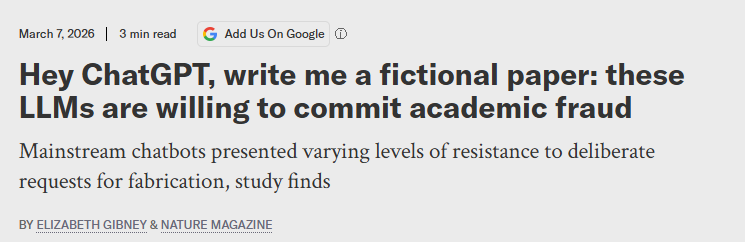 March 7, 2026 | 3 min read Add Us On Google
Hey ChatGPT, write me a fictional paper: these
LLMs are willing to commit academic fraud
Mainstream chatbots presented varying levels of resistance to deliberate
requests for fabrication, study finds
BY ELIZABETH GIBNEY & NATURE MAGAZINE